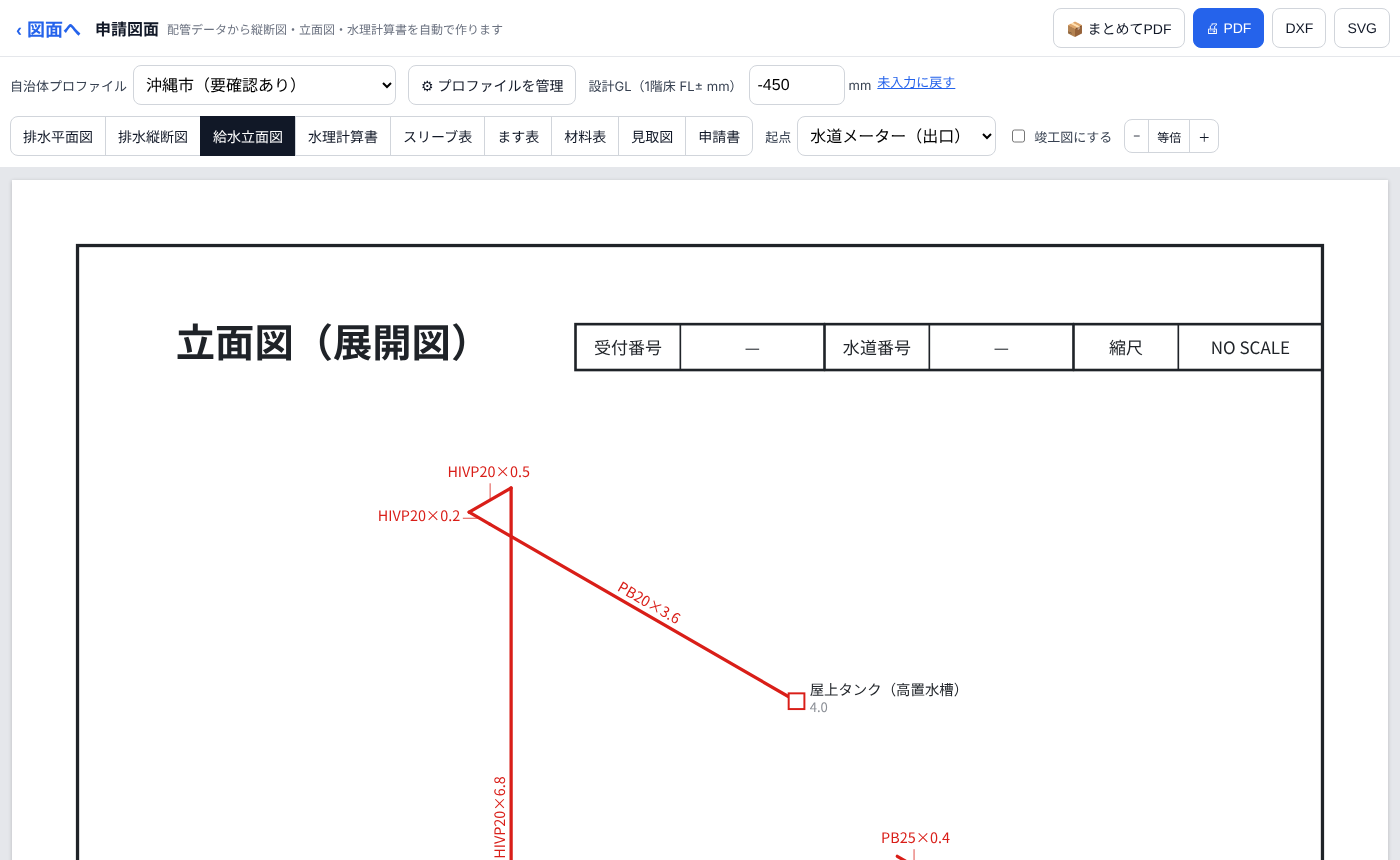 ‹ 図面へ 申請図面 配管データから縦断図・立面図・水理計算書を自動で作ります 📦 まとめてPDF 🖨 PDF DXF SVG
自治体プロファイル 沖縄市（要確認あり） ⚙ プロファイルを管理 設計GL（1階床 FL± mm） -450 mm 未入力に戻す
排水平面図 排水縦断図 給水立面図 水理計算書 スリーブ表 ます表 材料表 見取図 申請書 起点 水道メーター（出口） 竣工図にする − 等倍 ＋
立面図（展開図） 受付番号 — 水道番号 — 縮尺 NO SCALE
HIVP20×0.5
HIVP20×0.2
PB20×3.6
屋上タンク（高置水槽）
4.0
HIVP20×6.8
PB25×0.4